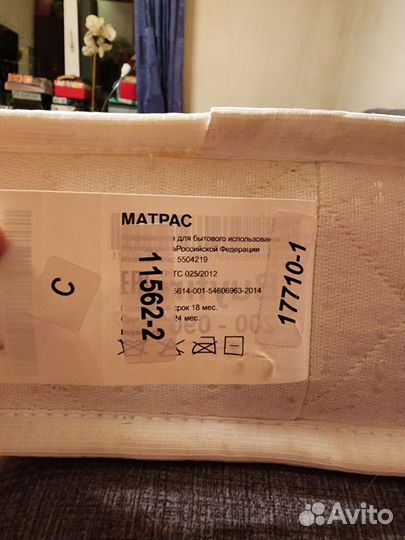 МАТРАС
для бытового использован
Российской Федерации
5504219
ТС 025/2012
5614-001-54606963-2014
срок 18 мес.
24 мес.
11562-2
17710-1
С
Avito